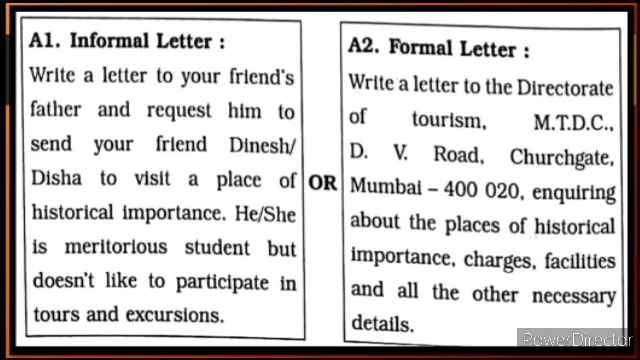 A1. Informal Letter :
Write a letter to your friend's
father and request him to
send your friend Dinesh/
Disha to visit a place of
historical importance. He/She
is meritorious student but
doesn't like to participate in
tours and excursions.
OR
A2. Formal Letter :
Write a letter to the Directorate
of tourism, M.T.D.C.,
D. V. Road, Churchgate,
Mumbai – 400 020, enquiring
about the places of historical
importance, charges, facilities
and all the other necessary
details.
PowerDirector